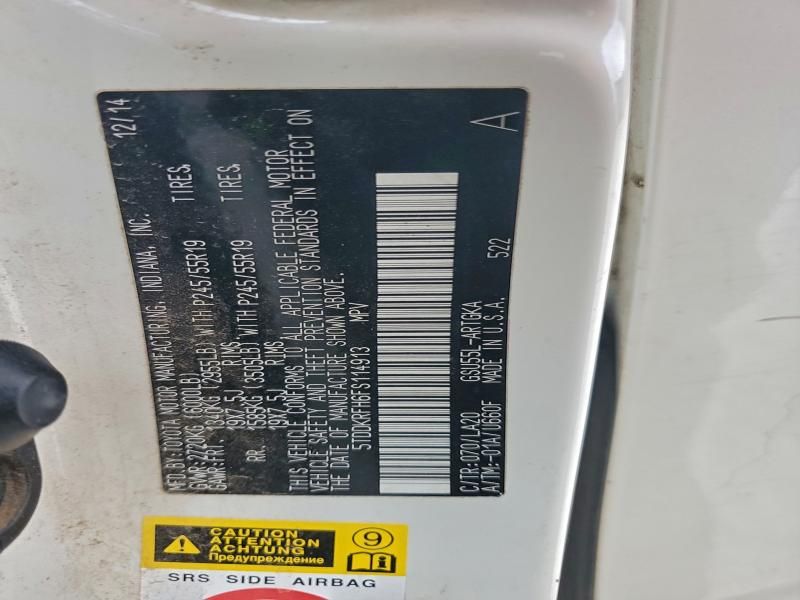 MFD.BY:TOYOTA MOTOR MANUFACTURING, INDIANA, INC. 12/14
GVWR:2720KG (6000LB)
GAWR:FRT 1340KG (2955LB) WITH P245/55R19 TIRES,
19X7.5J RIMS
RR. 1585KG (3505LB) WITH P245/55R19 TIRES,
19X7.5J RIMS
THIS VEHICLE CONFORMS TO ALL APPLICABLE FEDERAL MOTOR
VEHICLE SAFETY AND THEFT PREVENTION STANDARDS IN EFFECT ON
THE DATE OF MANUFACTURE SHOWN ABOVE.
5TDDKRFH6FS114913 MPV
C/TR:070/LA20 GSU55L-ARTGKA A
A/TM:-01A/U660F MADE IN U.S.A. 522
CAUTION
ATTENTION
ACHTUNG
Предупреждение
9
SRS SIDE AIRBAG